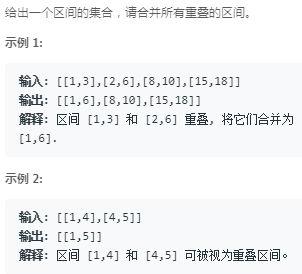 给出一个区间的集合，请合并所有重叠的区间。
示例 1:
输入: [[1,3],[2,6],[8,10],[15,18]]
输出: [[1,6],[8,10],[15,18]]
解释: 区间 [1,3] 和 [2,6] 重叠, 将它们合并为
[1,6].
示例 2:
输入: [[1,4],[4,5]]
输出: [[1,5]]
解释: 区间 [1,4] 和 [4,5] 可被视为重叠区间。